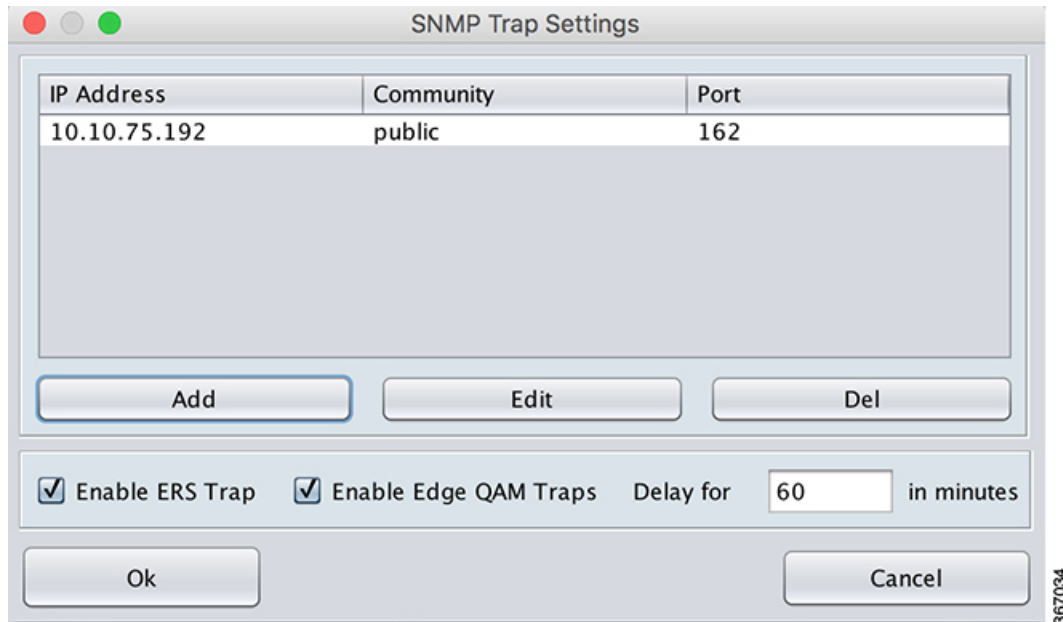 SNMP Trap Settings
IP Address Community Port
10.10.75.192 public 162
Add Edit Del
Enable ERS Trap Enable Edge QAM Traps Delay for 60 in minutes
Ok Cancel
367034